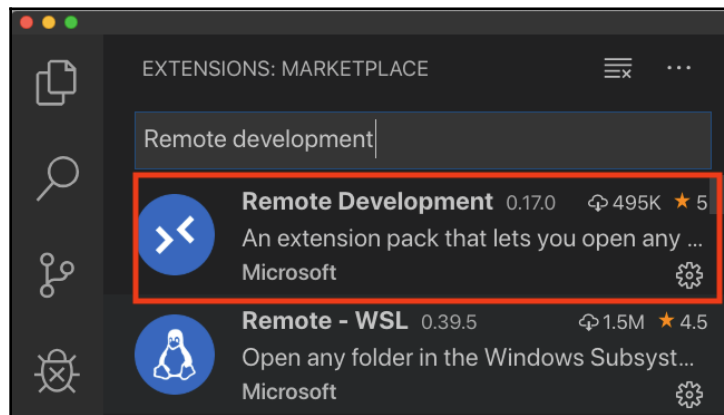 EXTENSIONS: MARKETPLACE
Remote development
Remote Development 0.17.0 495K ★ 5
An extension pack that lets you open any ...
Microsoft
Remote - WSL 0.39.5 1.5M ★ 4.5
Open any folder in the Windows Subsyst...
Microsoft